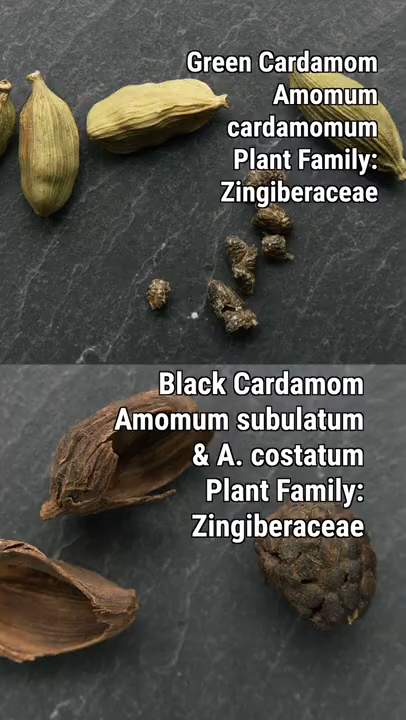 Green Cardamom
Amomum
cardamomum
Plant Family:
Zingiberaceae
Black Cardamom
Amomum subulatum
& A. costatum
Plant Family:
Zingiberaceae